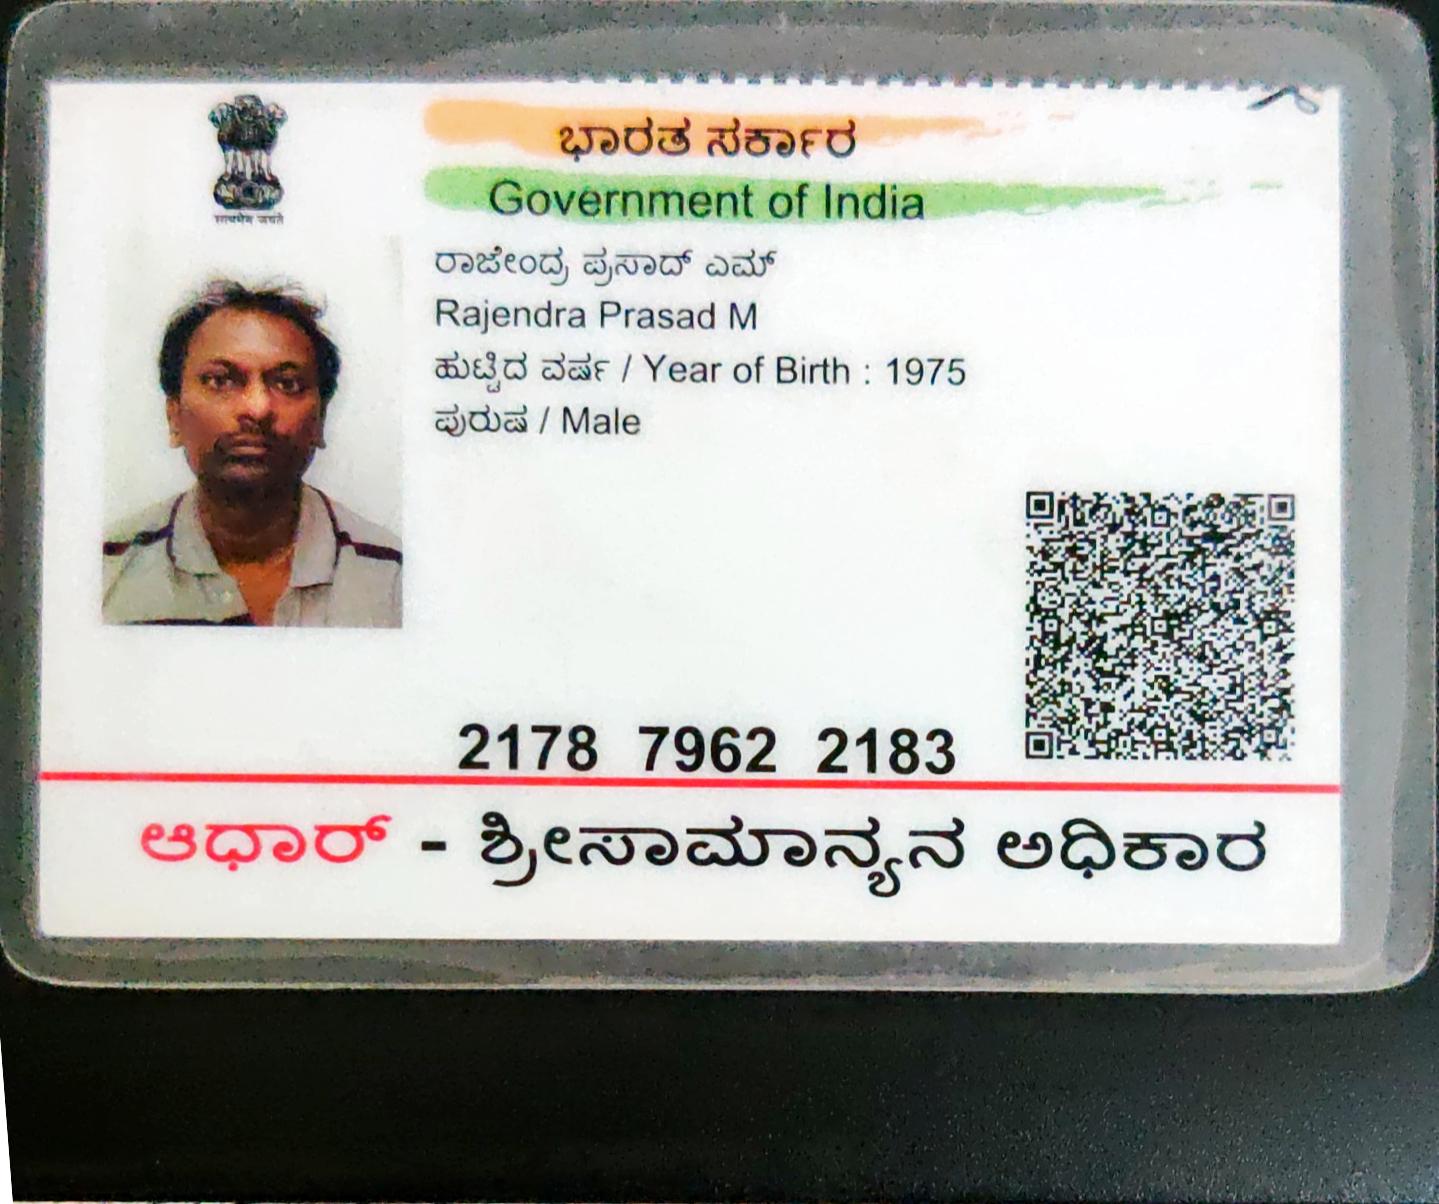 ಭಾರತ ಸರ್ಕಾರ
Government of India
सत्यमेव जयते
ರಾಜೇಂದ್ರ ಪ್ರಸಾದ್ ಎಮ್
Rajendra Prasad M
ಹುಟ್ಟಿದ ವರ್ಷ / Year of Birth : 1975
ಪುರುಷ / Male
2178 7962 2183
ಆಧಾರ್ - ಶ್ರೀಸಾಮಾನ್ಯನ ಅಧಿಕಾರ